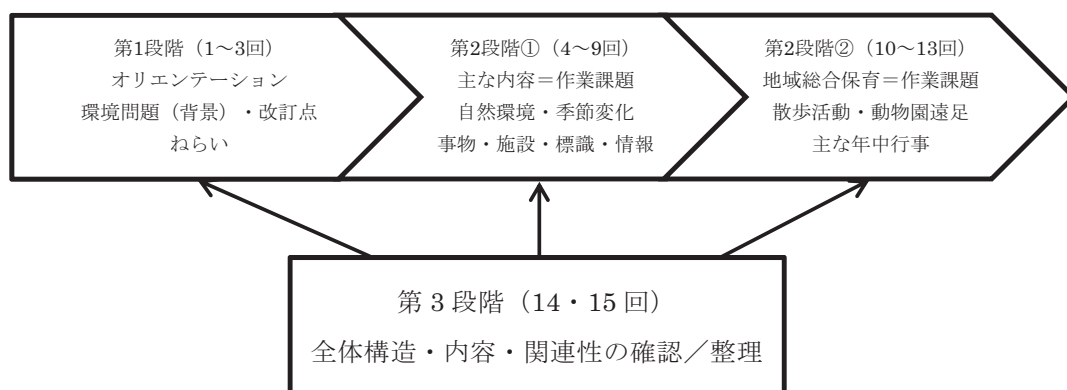 第1段階（1～3回）
オリエンテーション
環境問題（背景）・改訂点
ねらい
第2段階①（4～9回）
主な内容＝作業課題
自然環境・季節変化
事物・施設・標識・情報
第2段階②（10～13回）
地域総合保育＝作業課題
散歩活動・動物園遠足
主な年中行事
第3段階（14・15回）
全体構造・内容・関連性の確認／整理